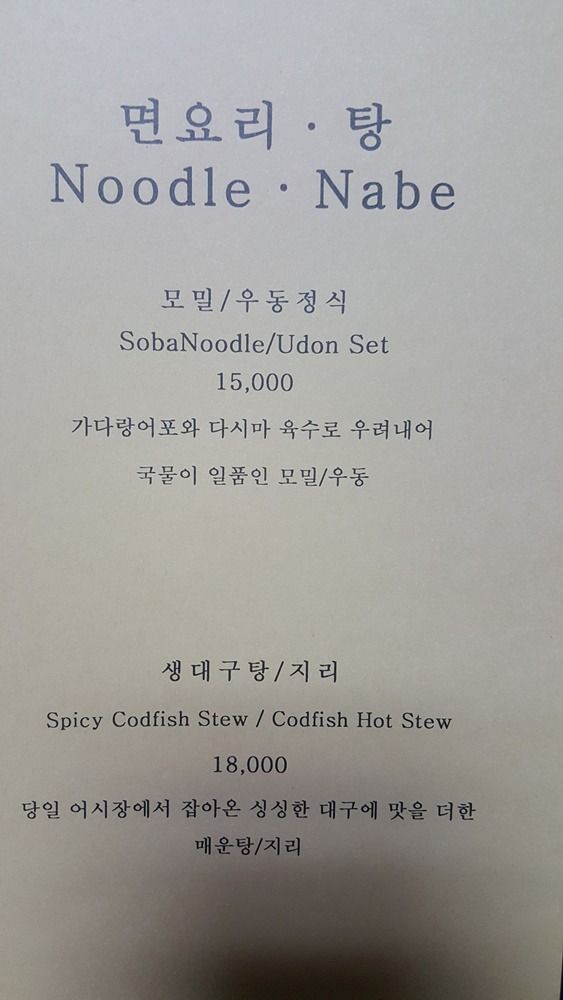 면요리 · 탕
Noodle · Nabe
모밀/우동정식
SobaNoodle/Udon Set
15,000
가다랑어포와 다시마 육수로 우려내어
국물이 일품인 모밀/우동
생대구탕/지리
Spicy Codfish Stew / Codfish Hot Stew
18,000
당일 어시장에서 잡아온 싱싱한 대구에 맛을 더한
매운탕/지리